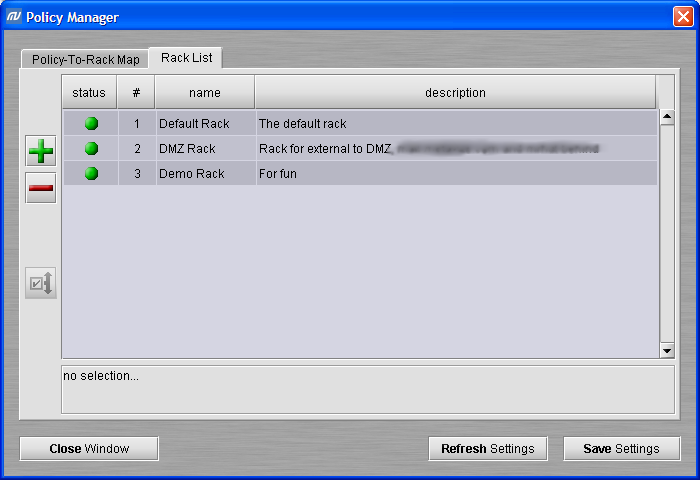 Policy Manager
Policy-To-Rack Map
Rack List
status # name description
1 Default Rack The default rack
2 DMZ Rack Rack for external to DMZ,
3 Demo Rack For fun
no selection...
Close Window
Refresh Settings
Save Settings